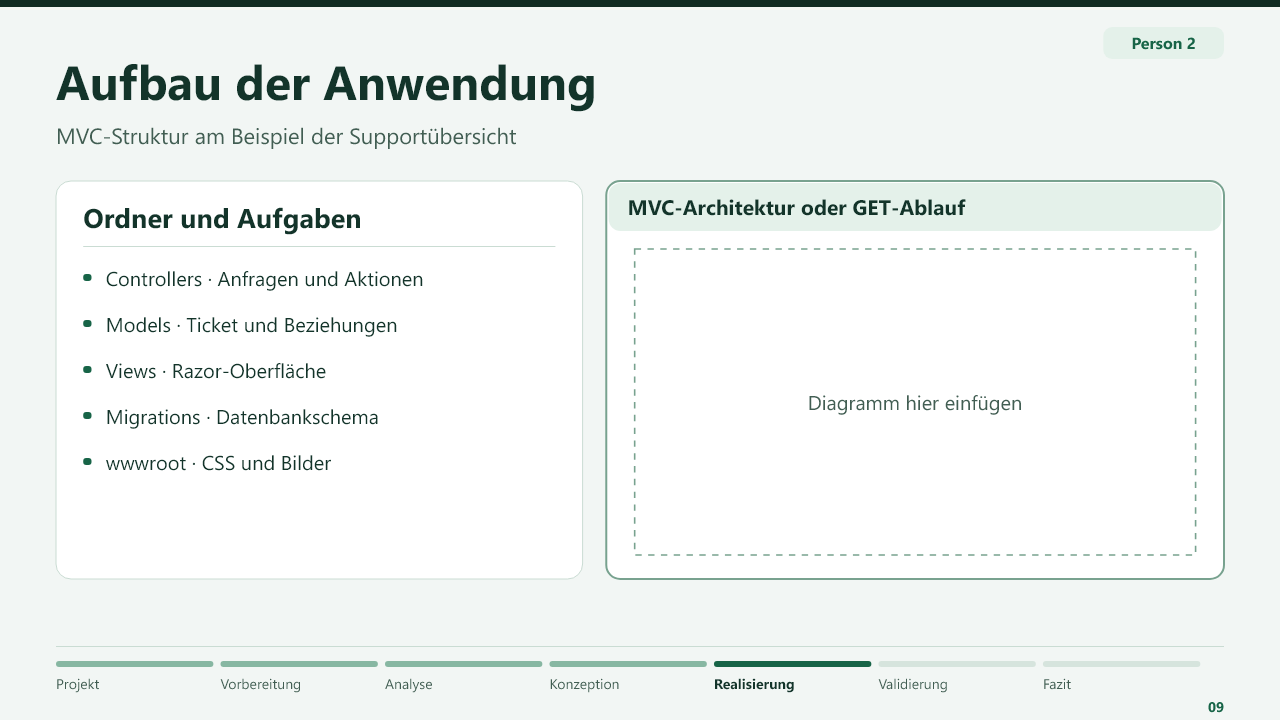 Person 2
Aufbau der Anwendung
MVC-Struktur am Beispiel der Supportübersicht
Ordner und Aufgaben
Controllers · Anfragen und Aktionen
Models · Ticket und Beziehungen
Views · Razor-Oberfläche
Migrations · Datenbankschema
wwwroot · CSS und Bilder
MVC-Architektur oder GET-Ablauf
Diagramm hier einfügen
Projekt
Vorbereitung
Analyse
Konzeption
Realisierung
Validierung
Fazit
09